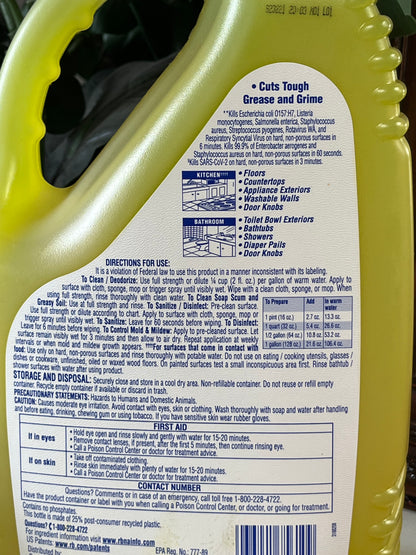 • Cuts Tough
Grease and Grime
**Kills Escherichia coli O157:H7, Listeria
monocytogenes, Salmonella enterica, Staphylococcus
aureus, Streptococcus pyogenes, Rotavirus WA, and
Respiratory Syncytial Virus on hard, non-porous surfaces in
6 minutes. Kills 99.9% of Enterobacter aerogenes and
Staphylococcus aureus on hard, non-porous surfaces in 60 seconds.
*Kills SARS-CoV-2 on hard, non-porous surfaces in 3 minutes.
KITCHEN††††
• Floors
• Countertops
• Appliance Exteriors
• Washable Walls
• Door Knobs
BATHROOM
• Toilet Bowl Exteriors
• Bathtubs
• Showers
• Diaper Pails
• Door Knobs
DIRECTIONS FOR USE:
It is a violation of Federal law to use this product in a manner inconsistent with its labeling.
To Clean / Deodorize: Use full strength or dilute ¼ cup (2 fl. oz.) per gallon of warm water. Apply to
surface with cloth, sponge, mop or trigger spray until wet. Wipe with a clean cloth, sponge, or mop. When
using full strength, rinse thoroughly with clean water. To Clean Soap Scum and
Greasy Soil: Use at full strength and rinse. To Sanitize / Disinfect: Pre-clean surface.
Use full strength or dilute according to chart. Apply to surface with cloth, sponge, mop or
trigger spray until visibly wet. To Sanitize: Leave for 60 seconds before wiping. To Disinfect:
Leave for 6 minutes before wiping. To Control Mold & Mildew: Apply to pre-cleaned surface. Let
surface remain visibly wet for 3 minutes and then allow to air dry. Repeat application at weekly
intervals or when mold and mildew growth appears. ††††For surfaces that come in contact with
food: Use only on hard, non-porous surfaces and rinse thoroughly with potable water. Do not use on eating / cooking utensils, glasses /
dishes or cookware, unfinished, oiled or waxed wood floors. On painted surfaces test a small inconspicuous area first. Rinse bathtub /
shower surfaces with water after using product.
To Prepare Add In warm water
1 pint (16 oz.) 2.7 oz. 13.3 oz.
1 quart (32 oz.) 5.4 oz. 26.6 oz.
1/2 gallon (64 oz.) 10.8 oz. 53.2 oz.
1 gallon (128 oz.) 21.6 oz. 106.4 oz.
STORAGE AND DISPOSAL: Securely close and store in a cool dry area. Non-refillable container. Do not reuse or refill empty
container. Recycle empty container if available or discard in trash.
PRECAUTIONARY STATEMENTS: Hazards to Humans and Domestic Animals.
CAUTION: Causes moderate eye irritation. Avoid contact with eyes, skin or clothing. Wash thoroughly with soap and water after handling
and before eating, drinking, chewing gum or using tobacco. If you have sensitive skin wear rubber gloves.
FIRST AID
If in eyes
• Hold eye open and rinse slowly and gently with water for 15-20 minutes.
• Remove contact lenses, if present, after the first 5 minutes, then continue rinsing eye.
• Call a Poison Control Center or doctor for treatment advice.
If on skin
• Take off contaminated clothing.
• Rinse skin immediately with plenty of water for 15-20 minutes.
• Call a Poison Control Center or doctor for treatment advice.
CONTACT NUMBER
Questions? Comments or in case of emergency, call toll free 1-800-228-4722.
Have the product container or label with you when calling a Poison Control Center, or doctor, or going for treatment.
Contains no phosphates.
This bottle is made of 25% post-consumer recycled plastic.
Questions? 1-800-228-4722
For ingredient information visit www.rbnainfo.com
US Patents: www.rb.com/patents
EPA Reg. No.: 777-89